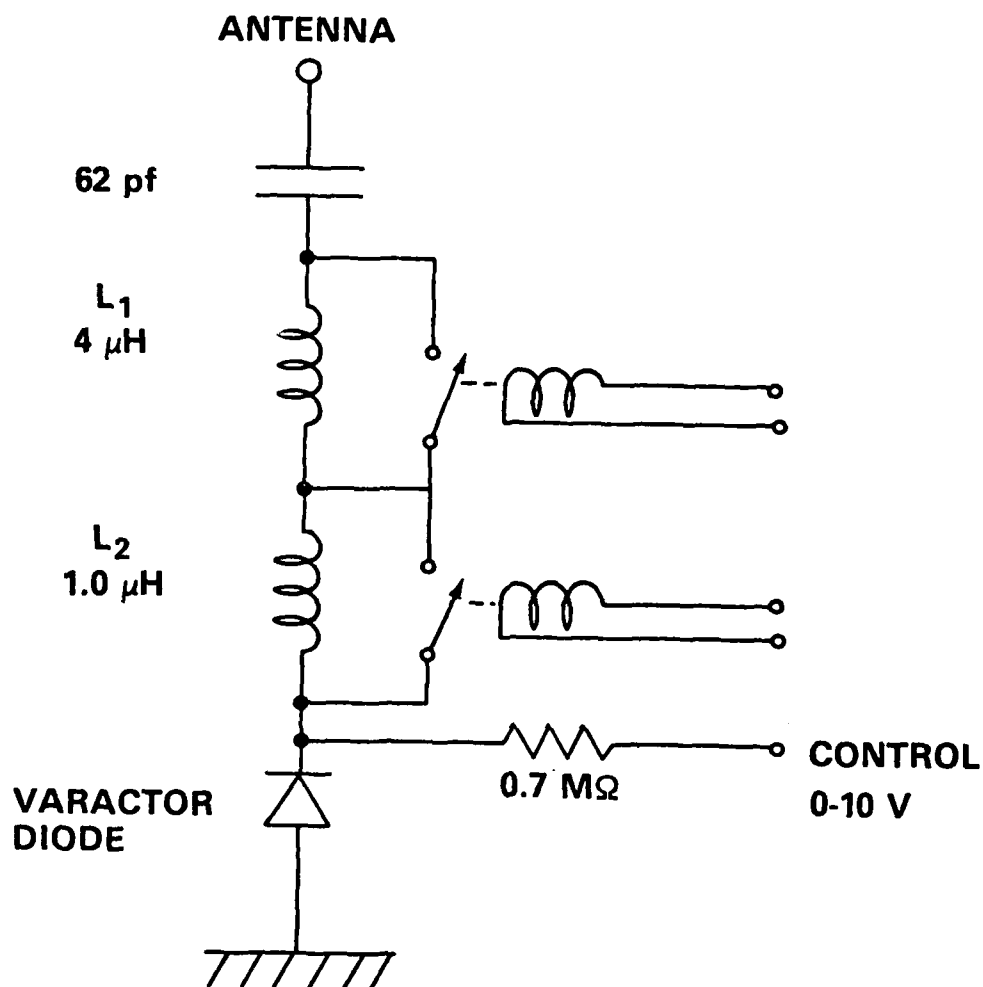 ANTENNA
62 pf
L1
4 μH
L2
1.0 μH
0.7 MΩ
CONTROL
0-10 V
VARACTOR
DIODE